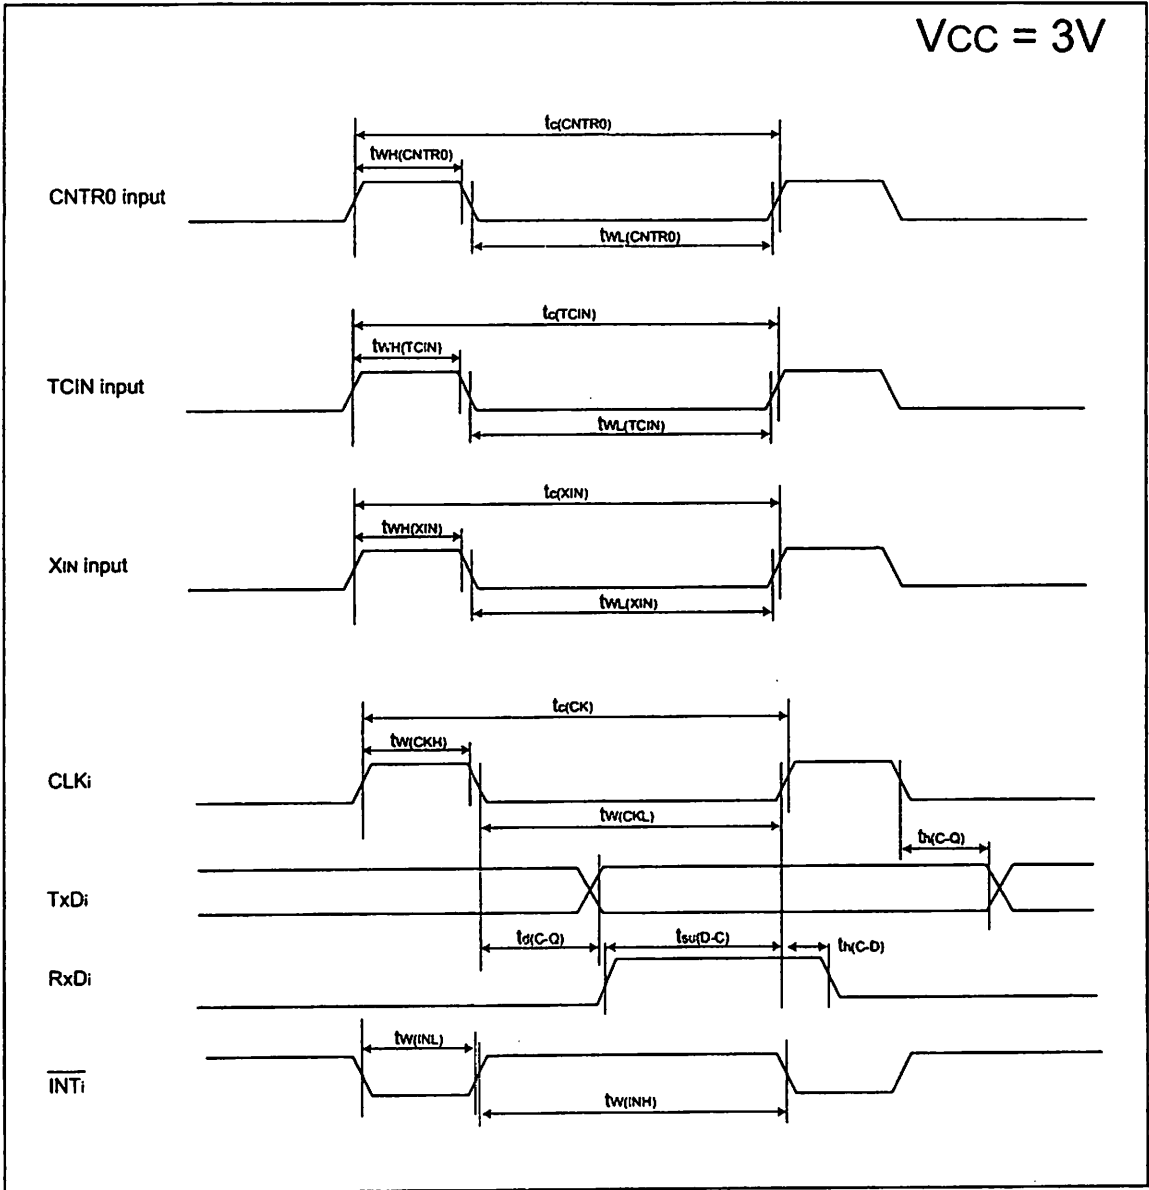 VCC = 3V
tc(CNTR0)
tWH(CNTR0)
CNTR0 input
tWL(CNTR0)
tc(TCIN)
tWH(TCIN)
TCIN input
tWL(TCIN)
tc(XIN)
tWH(XIN)
XIN input
tWL(XIN)
tc(CK)
tW(CKH)
CLKi
tW(CKL)
th(C-Q)
TxDi
td(C-Q)
tsu(D-C)
th(C-D)
RxDi
tW(INL)
INTi
tW(INH)